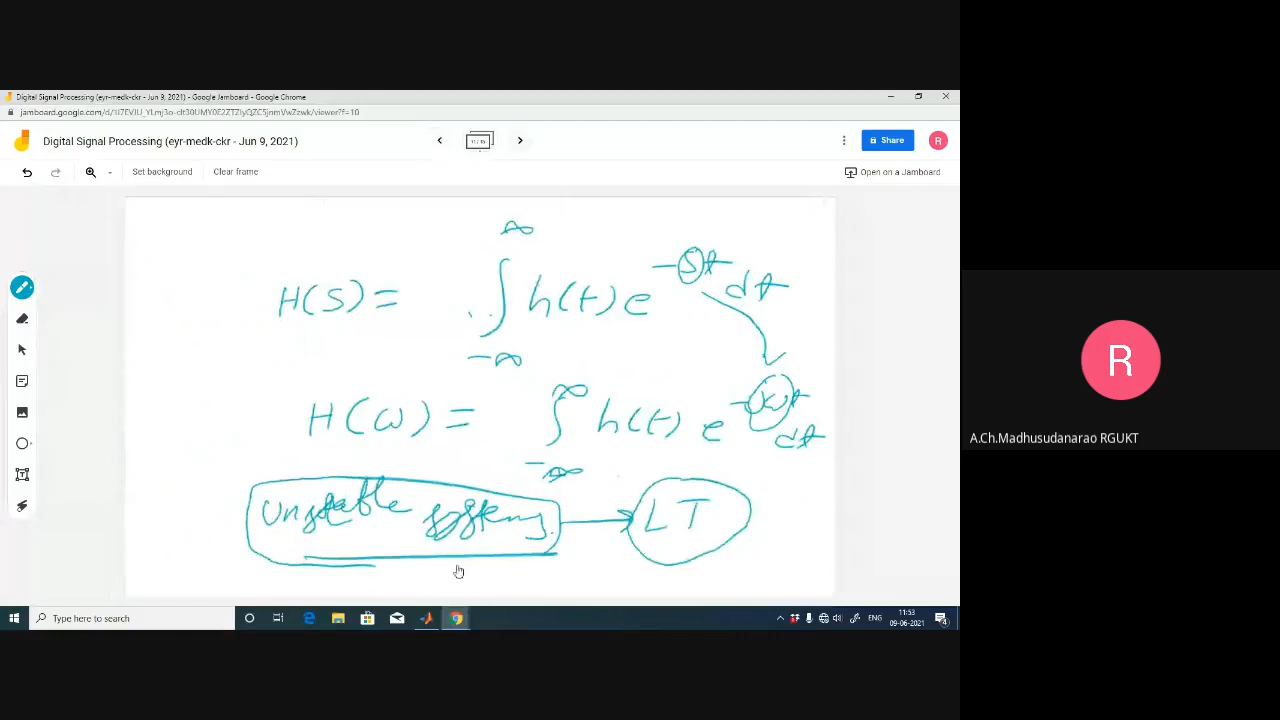 Digital Signal Processing (eyr-medk-ckr - Jun 9, 2021) - Google Jamboard - Google Chrome
Digital Signal Processing (eyr-medk-ckr - Jun 9, 2021)
Share
R
Set background
Clear frame
Open on a Jamboard
H(S) = ∫ h(t) e^-St dt
∞
-∞
H(ω) = ∫ h(t) e^-jωt dt
∞
-∞
Unstable systems
LT
R
A.Ch.Madhusudanarao RGUKT
Type here to search
ENG
11:53
09-06-2021